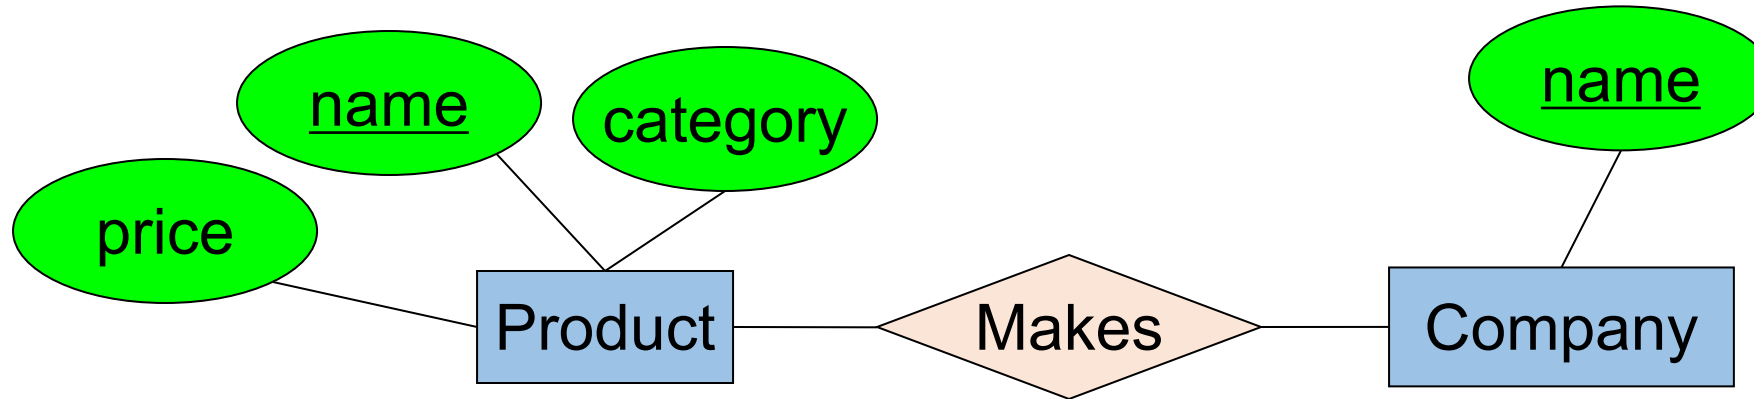 name
name
category
price
Product
Makes
Company